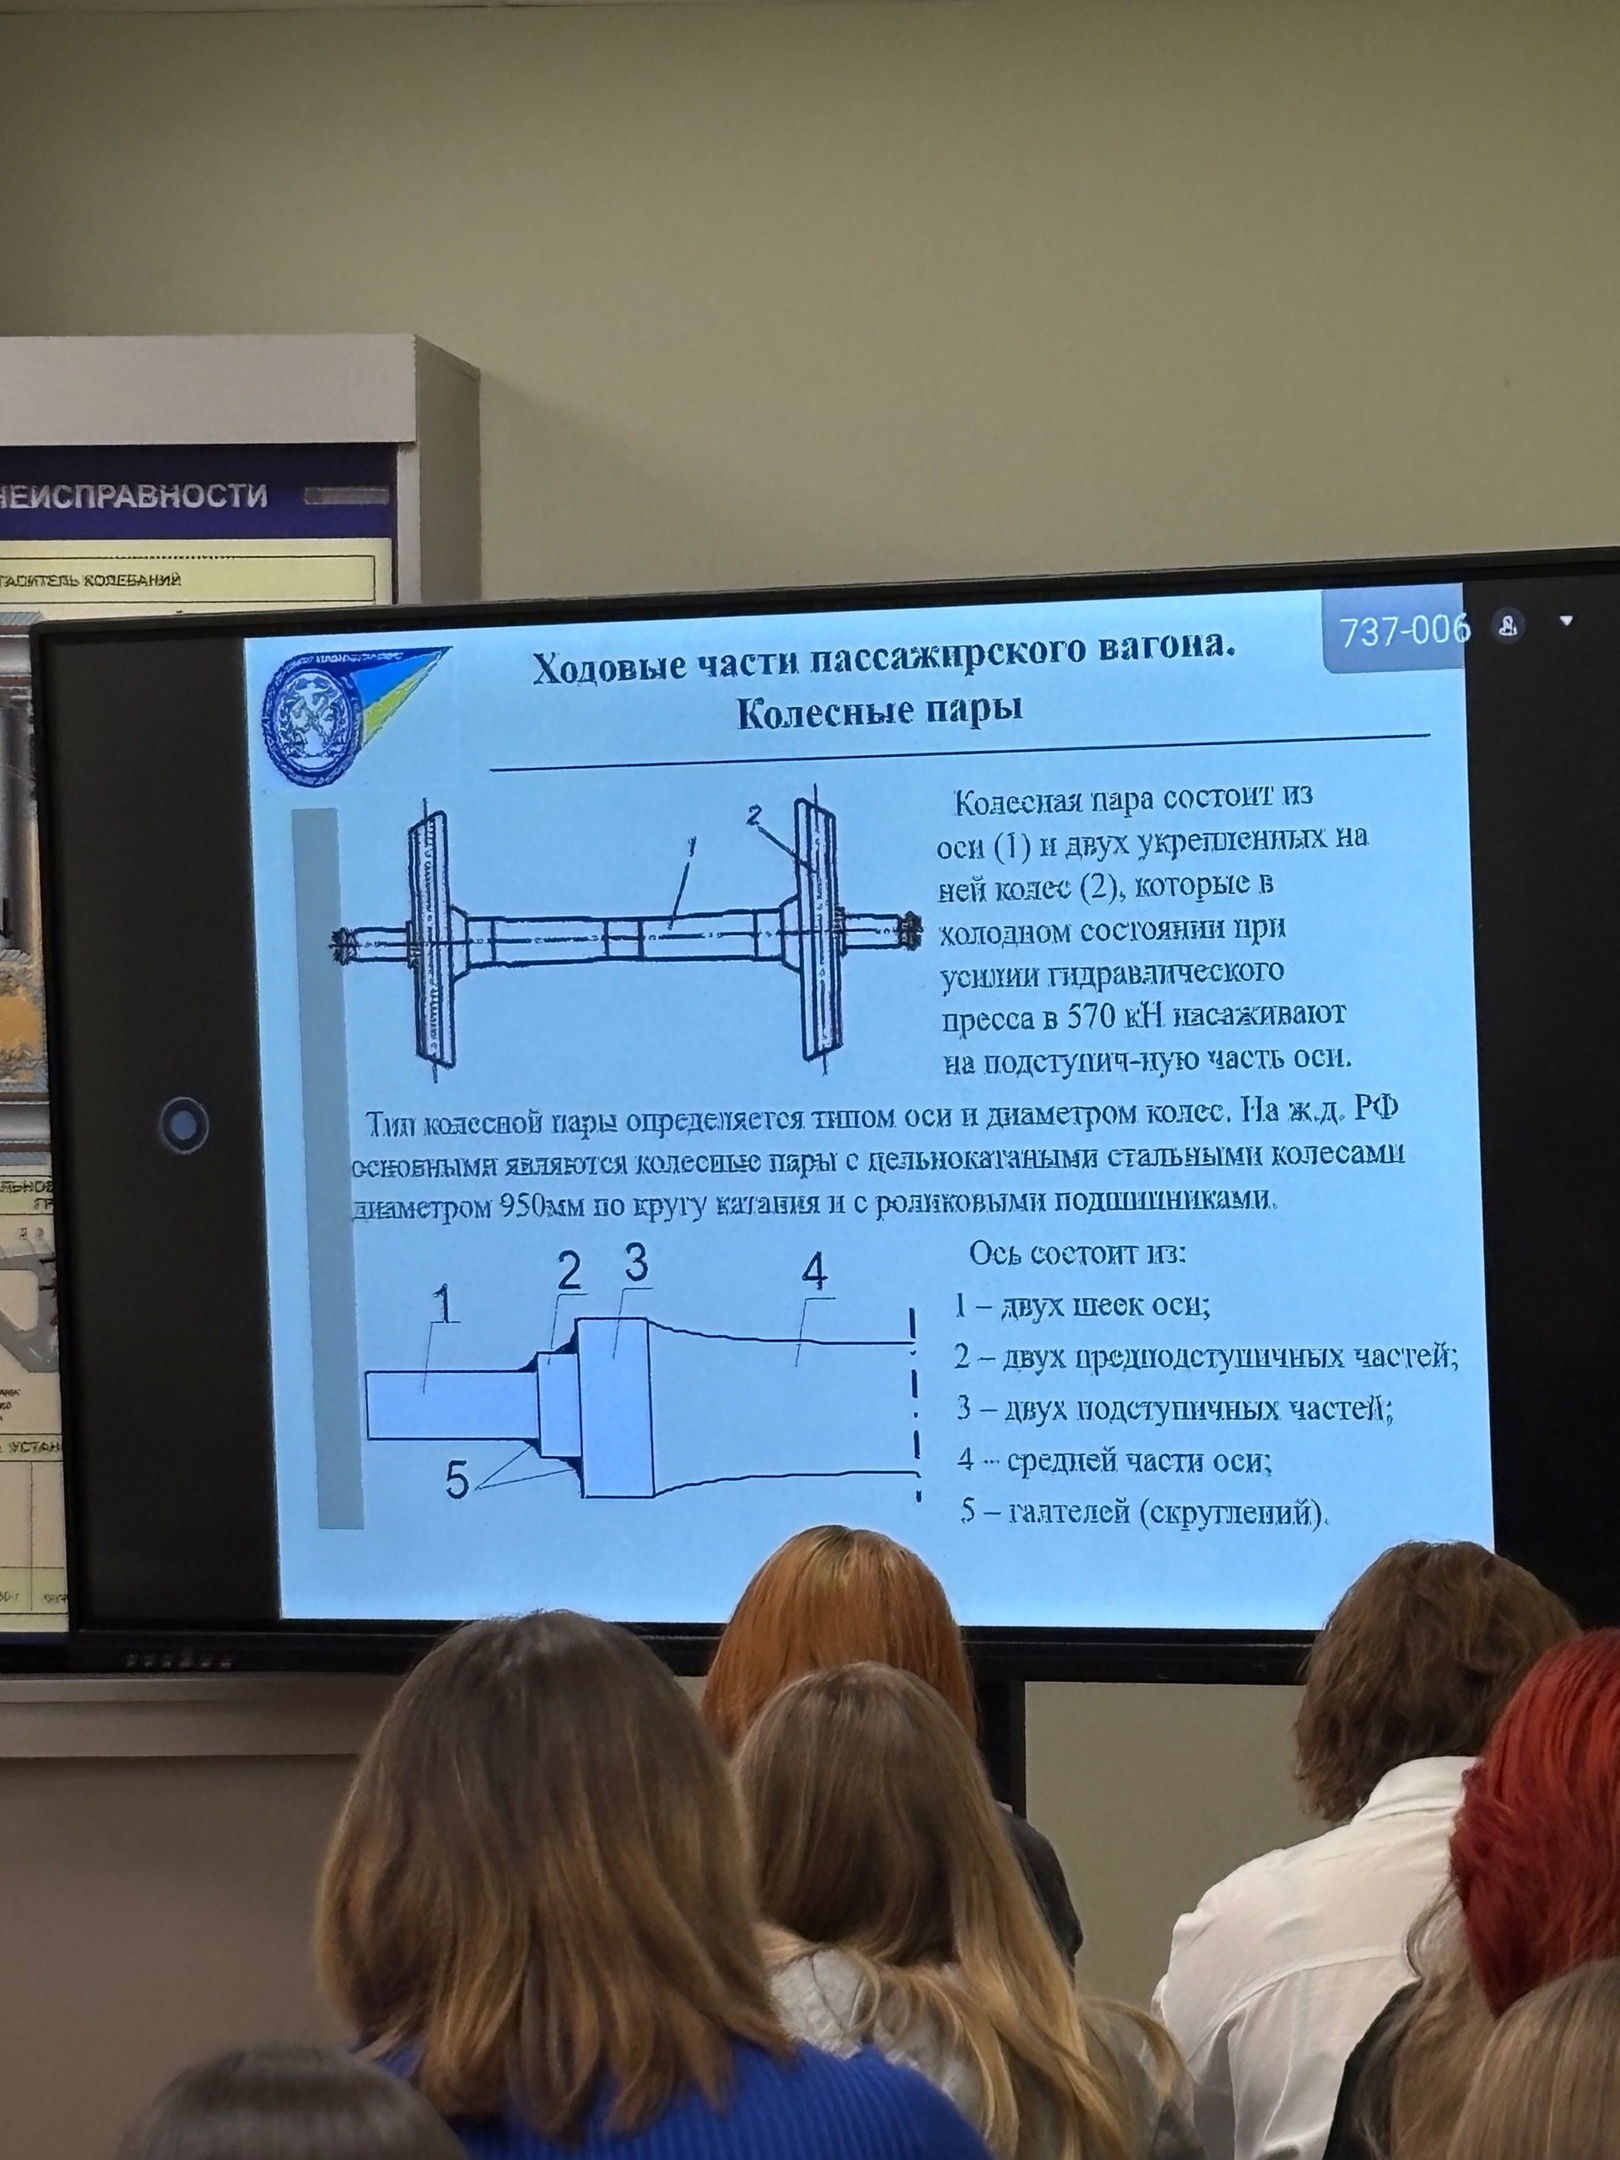 НЕИСПРАВНОСТИ
ГАСИТЕЛЬ КОЛЕБАНИЙ
737-006
Ходовые части пассажирского вагона.
Колесные пары
1
2
Колесная пара состоит из
оси (1) и двух укрепленных на
ней колес (2), которые в
холодном состоянии при
усилии гидравлического
пресса в 570 кН насаживают
на подступич-ную часть оси.
Тип колесной пары определяется типом оси и диаметром колес. На ж.д. РФ
основными являются колесные пары с цельнокатаными стальными колесами
диаметром 950мм по кругу катания и с роликовыми подшипниками.
1
2
3
4
5
Ось состоит из:
1 – двух шеек оси;
2 – двух предподступичных частей;
3 – двух подступичных частей;
4 – средней части оси;
5 – галтелей (скруглений).